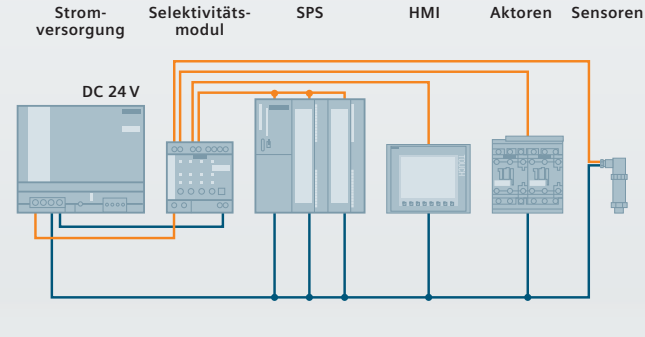 Strom-
versorgung
Selektivitäts-
modul
SPS
HMI
Aktoren
Sensoren
DC 24 V